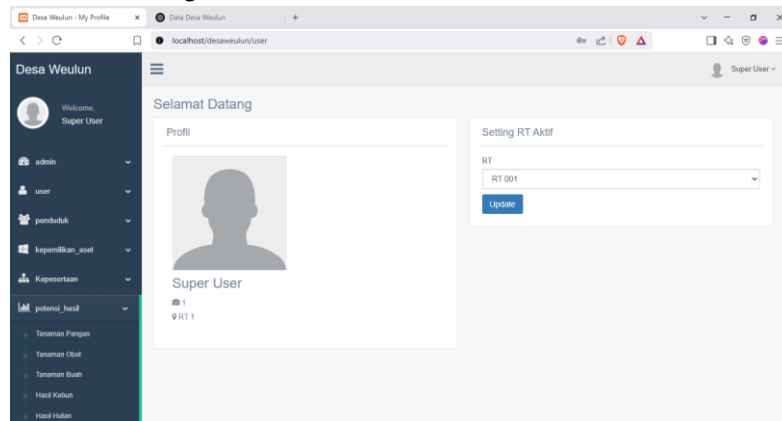 Desa Weulun - My Profile
Data Desa Weulun
localhost/desaweulun/user
Desa Weulun
Super User
Welcome,
Super User
admin
user
penduduk
kepemilikan_aset
Kepesertaan
potensi_hasil
Tanaman Pangan
Tanaman Obat
Tanaman Buah
Hasil Kebun
Hasil Hutan
Selamat Datang
Profil
Super User
1
RT 1
Setting RT Aktif
RT
RT 001
Update